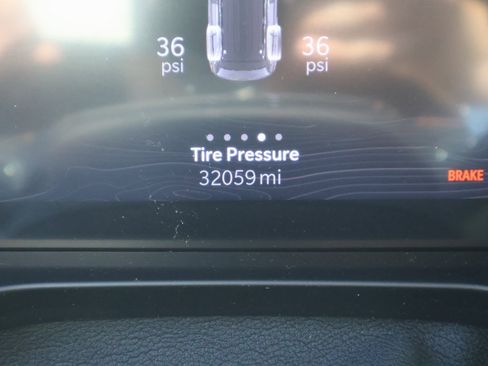 36 36
psi psi
Tire Pressure
32059 mi
BRAKE